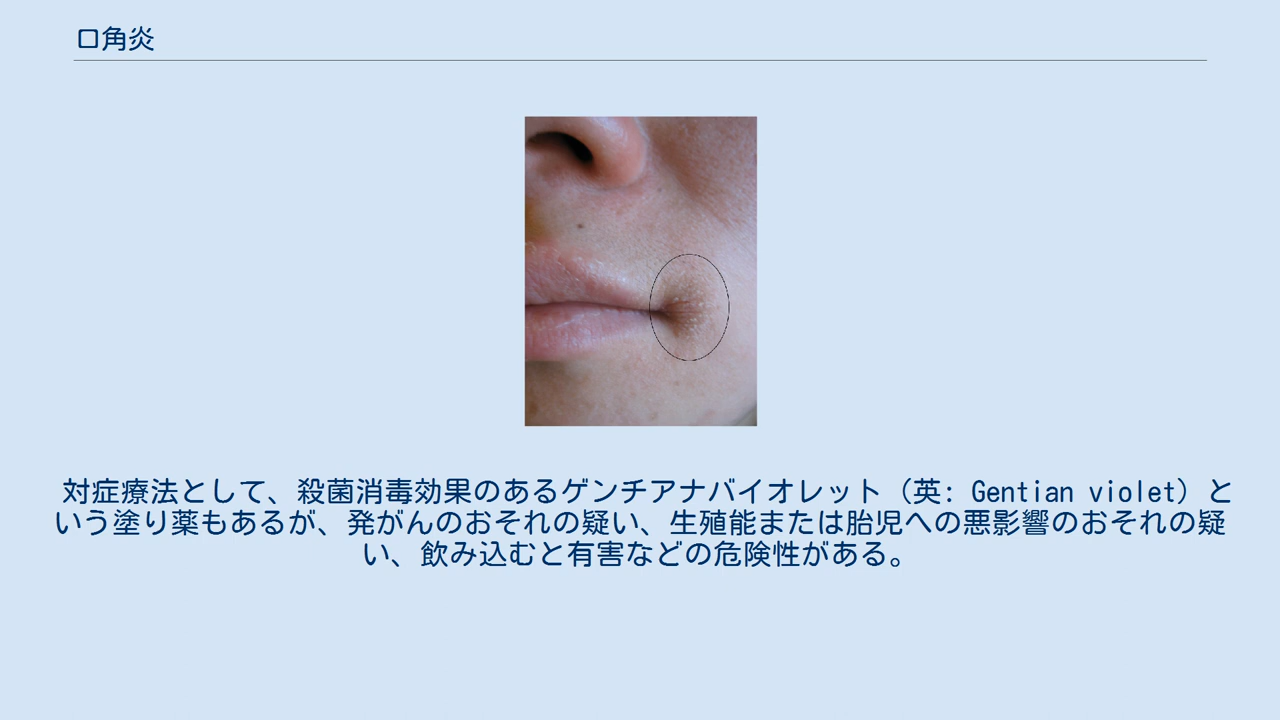 口角炎
対症療法として、殺菌消毒効果のあるゲンチアナバイオレット（英: Gentian violet）と
いう塗り薬もあるが、発がんのおそれの疑い、生殖能または胎児への悪影響のおそれの疑
い、飲み込むと有害などの危険性がある。